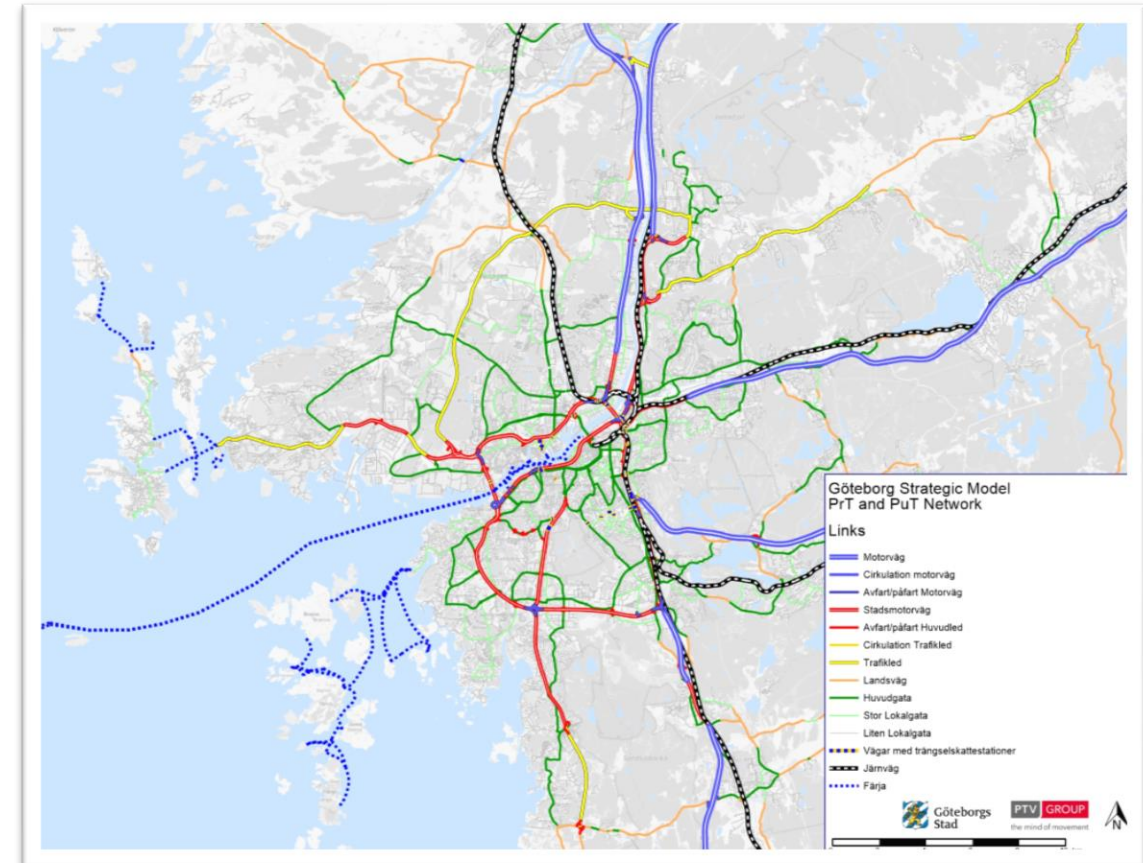 Göteborg Strategic Model
PrT and PuT Network
Links
Motorväg
Cirkulation motorväg
Avfart/påfart Motorväg
Stadsmotorväg
Avfart/påfart Huvudled
Cirkulation Trafikled
Trafikled
Landsväg
Huvudgata
Stor Lokalgata
Liten Lokalgata
Vägar med trängselskattestationer
Järnväg
Färja
Göteborgs
Stad
PTV GROUP
the mind of movement
N